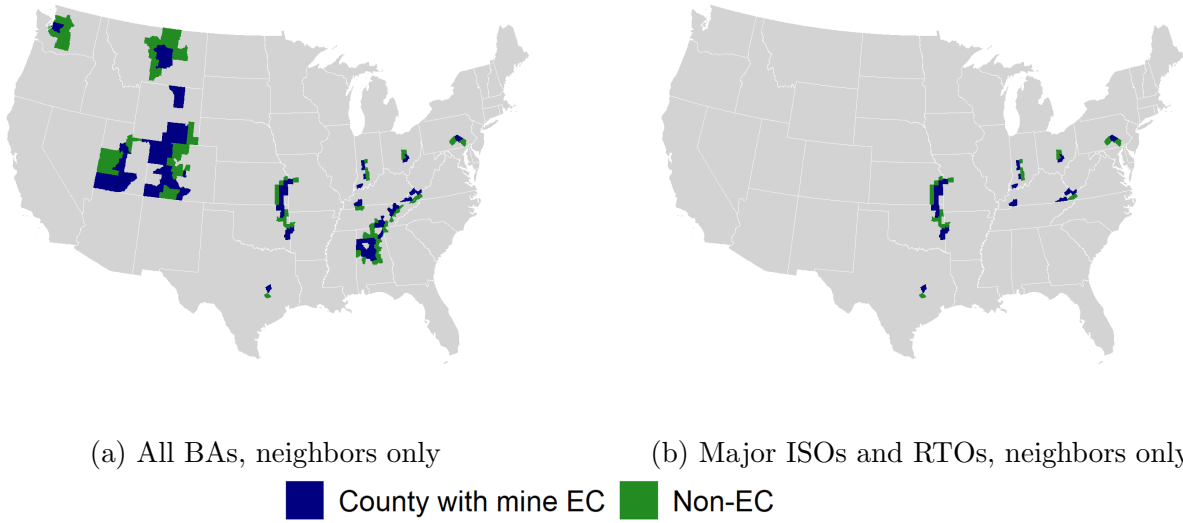 (a) All BAs, neighbors only
(b) Major ISOs and RTOs, neighbors only
County with mine EC
Non-EC